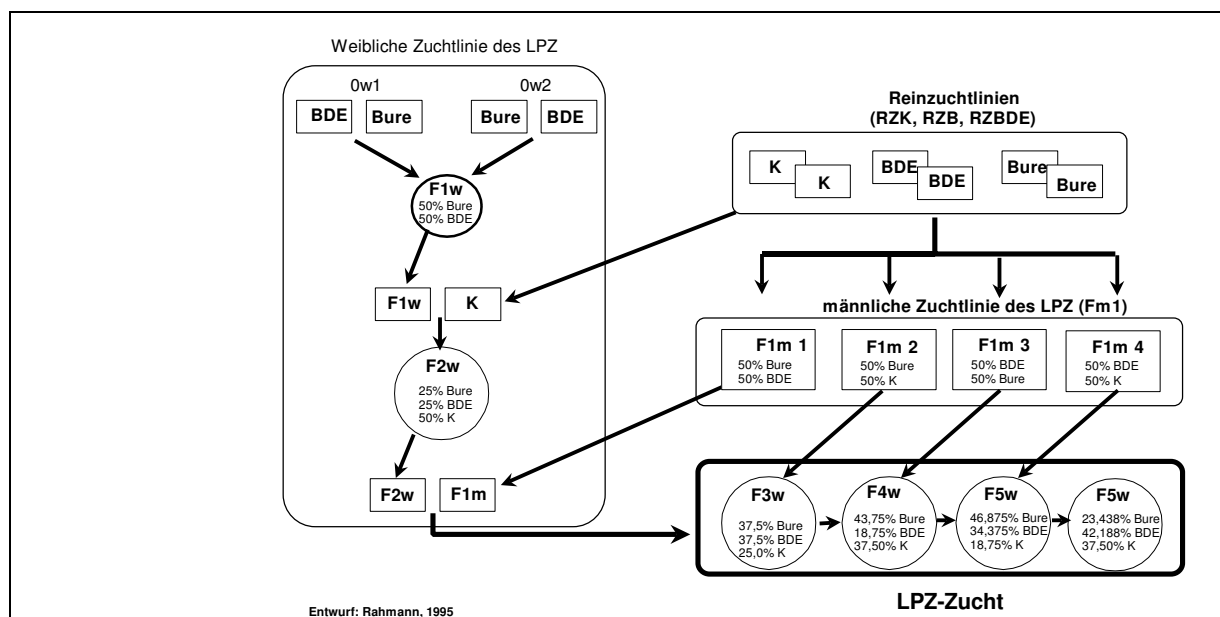 Weibliche Zuchtlinie des LPZ
0w1 0w2
BDE Bure Bure BDE
F1w
50% Bure
50% BDE
F1w K
F2w
25% Bure
25% BDE
50% K
F2w F1m
Reinzuchtlinien
(RZK, RZB, RZBDE)
K
K
BDE
BDE
Bure
Bure
männliche Zuchtlinie des LPZ (Fm1)
F1m 1
50% Bure
50% BDE
F1m 2
50% Bure
50% K
F1m 3
50% BDE
50% Bure
F1m 4
50% BDE
50% K
F3w
37,5% Bure
37,5% BDE
25,0% K
F4w
43,75% Bure
18,75% BDE
37,50% K
F5w
46,875% Bure
34,375% BDE
18,75% K
F5w
23,438% Bure
42,188% BDE
37,50% K
LPZ-Zucht
Entwurf: Rahmann, 1995